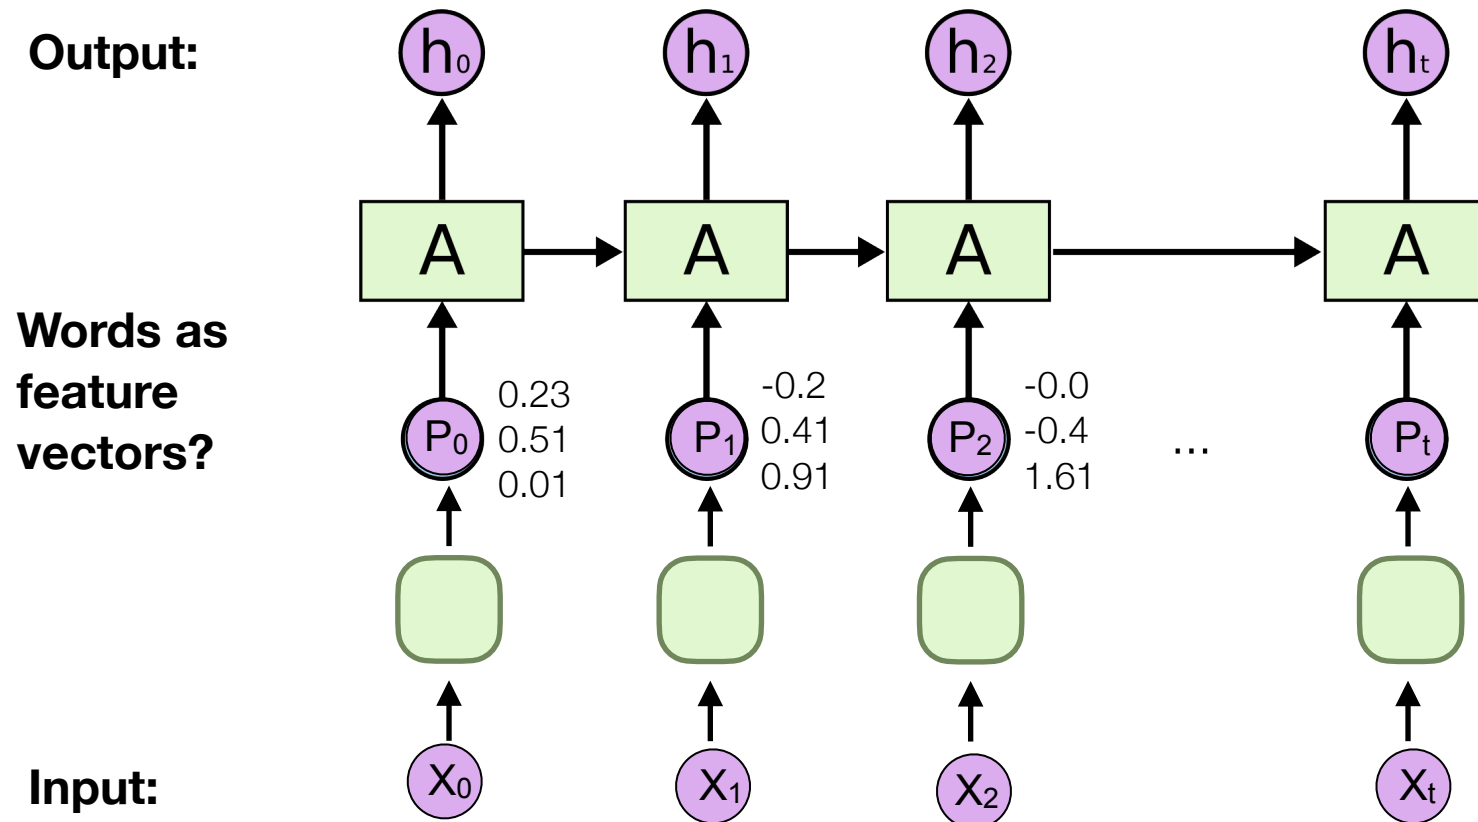 Output:
h₀ h₁ h₂ hₜ
A A A A
Words as
feature
vectors?
P₀ 0.23 0.51 0.01
P₁ -0.2 0.41 0.91
P₂ -0.0 -0.4 1.61
...
Pₜ
Input:
X₀ X₁ X₂ Xₜ